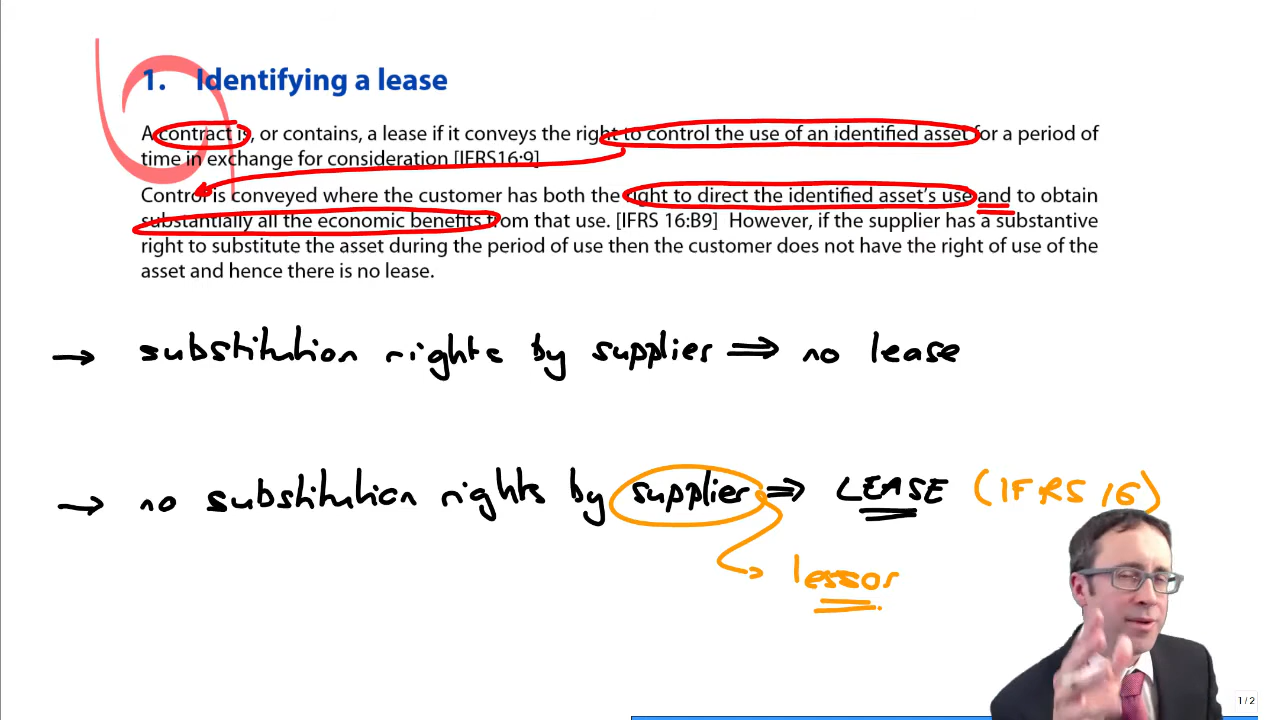 1. Identifying a lease
A contract is, or contains, a lease if it conveys the right to control the use of an identified asset for a period of
time in exchange for consideration [IFRS16:9]
Control is conveyed where the customer has both the right to direct the identified asset's use and to obtain
substantially all the economic benefits from that use. [IFRS 16:B9] However, if the supplier has a substantive
right to substitute the asset during the period of use then the customer does not have the right of use of the
asset and hence there is no lease.
→ substitution rights by supplier ⇒ no lease
→ no substitution rights by supplier ⇒ LEASE (IFRS 16)
lessor
1 / 2